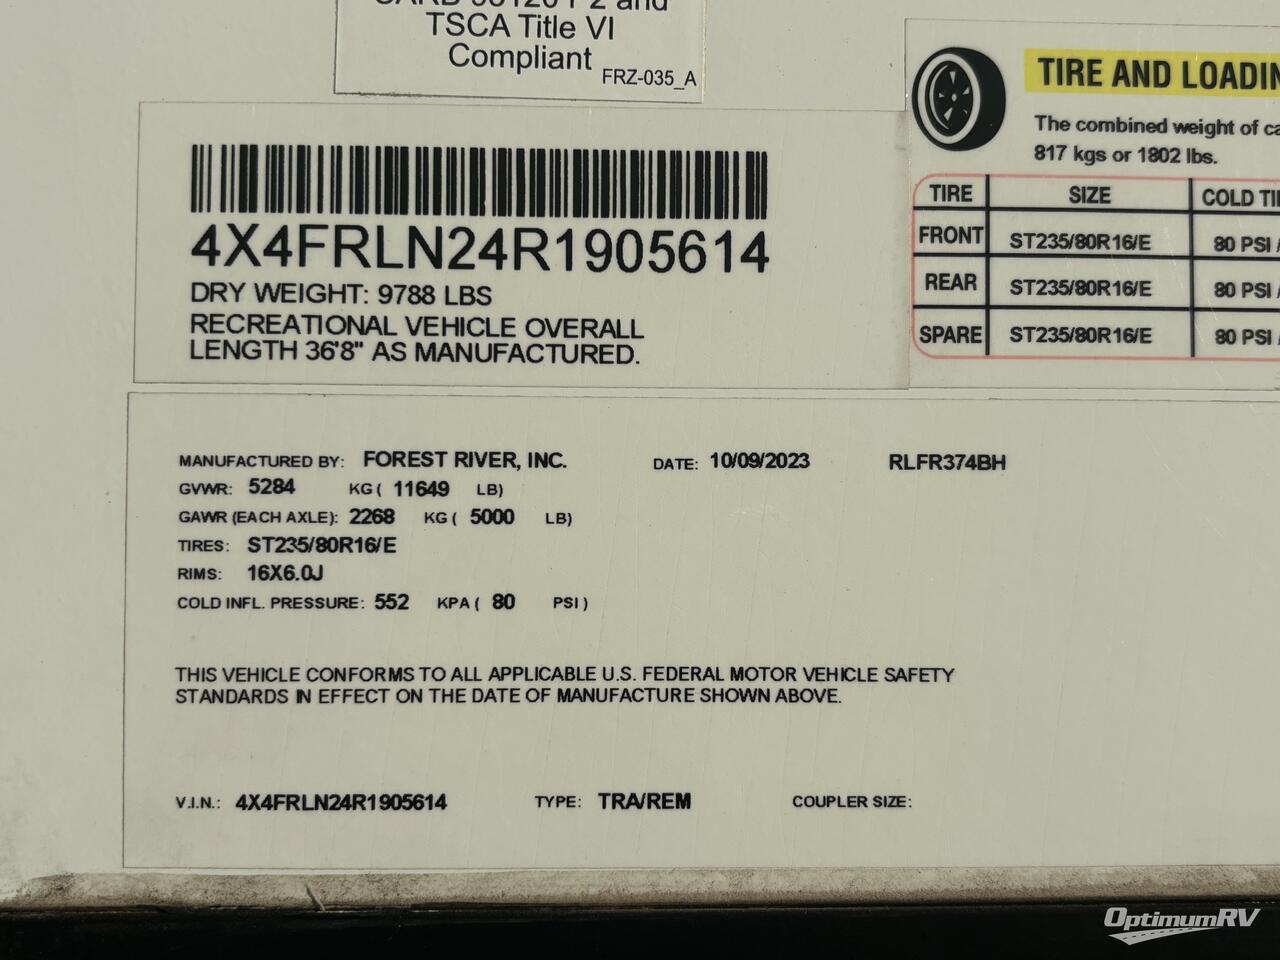 TSCA Title VI
Compliant
FRZ-035_A
4X4FRLN24R1905614
DRY WEIGHT: 9788 LBS
RECREATIONAL VEHICLE OVERALL
LENGTH 36'8" AS MANUFACTURED.
TIRE AND LOADIN
The combined weight of ca
817 kgs or 1802 lbs.
TIRE SIZE COLD TI
FRONT ST235/80R16/E 80 PSI /
REAR ST235/80R16/E 80 PSI /
SPARE ST235/80R16/E 80 PSI /
MANUFACTURED BY: FOREST RIVER, INC. DATE: 10/09/2023 RLFR374BH
GVWR: 5284 KG ( 11649 LB)
GAWR (EACH AXLE): 2268 KG ( 5000 LB)
TIRES: ST235/80R16/E
RIMS: 16X6.0J
COLD INFL. PRESSURE: 552 KPA ( 80 PSI )
THIS VEHICLE CONFORMS TO ALL APPLICABLE U.S. FEDERAL MOTOR VEHICLE SAFETY
STANDARDS IN EFFECT ON THE DATE OF MANUFACTURE SHOWN ABOVE.
V.I.N.: 4X4FRLN24R1905614 TYPE: TRA/REM COUPLER SIZE:
OptimumRV